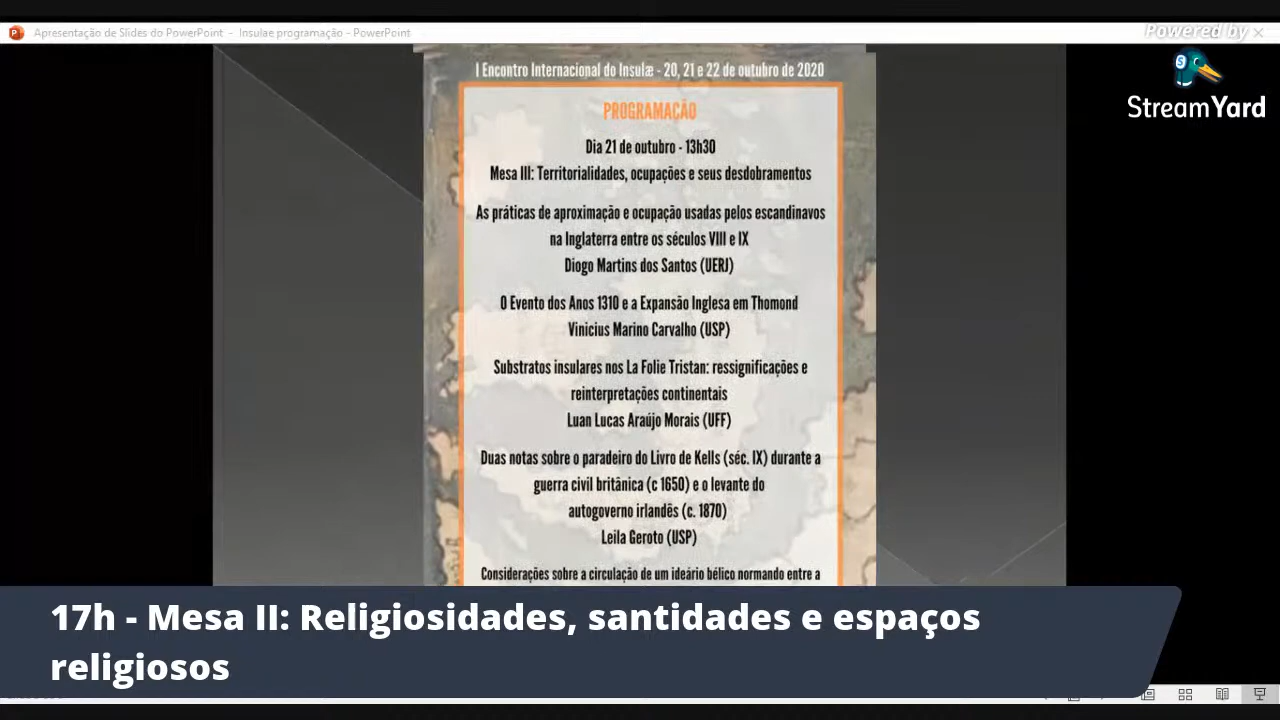 Apresentação de Slides do PowerPoint - Insulae programação - PowerPoint
Powered by
StreamYard
I Encontro Internacional do Insulæ - 20, 21 e 22 de outubro de 2020
PROGRAMAÇÃO
Dia 21 de outubro - 13h30
Mesa III: Territorialidades, ocupações e seus desdobramentos
As práticas de aproximação e ocupação usadas pelos escandinavos
na Inglaterra entre os séculos VIII e IX
Diogo Martins dos Santos (UERJ)
O Evento dos Anos 1310 e a Expansão Inglesa em Thomond
Vinicius Marino Carvalho (USP)
Substratos insulares nos La Folie Tristan: ressignificações e
reinterpretações continentais
Luan Lucas Araújo Morais (UFF)
Duas notas sobre o paradeiro do Livro de Kells (séc. IX) durante a
guerra civil britânica (c 1650) e o levante do
autogoverno irlandês (c. 1870)
Leila Geroto (USP)
Considerações sobre a circulação de um ideário bélico normando entre a
17h - Mesa II: Religiosidades, santidades e espaços
religiosos